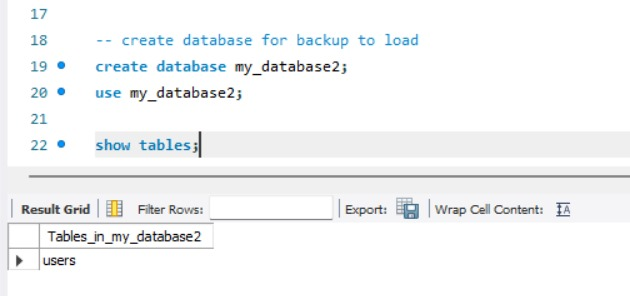 17
18 -- create database for backup to load
19 create database my_database2;
20 use my_database2;
21
22 show tables;
Result Grid Filter Rows: Export: Wrap Cell Content: IA
Tables_in_my_database2
users